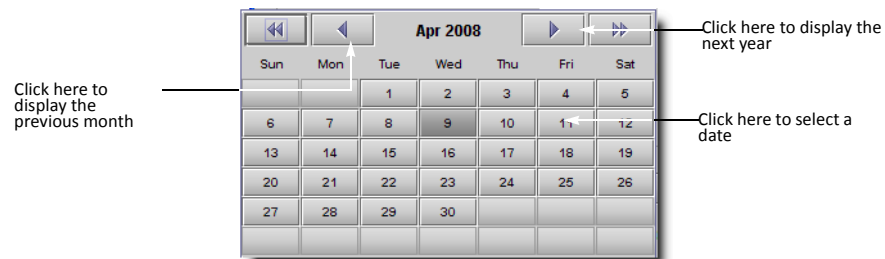 Apr 2008
Click here to display the
next year
Sun Mon Tue Wed Thu Fri Sat
Click here to
display the
previous month
1 2 3 4 5
6 7 8 9 10 11 12
Click here to select a
date
13 14 15 16 17 18 19
20 21 22 23 24 25 26
27 28 29 30